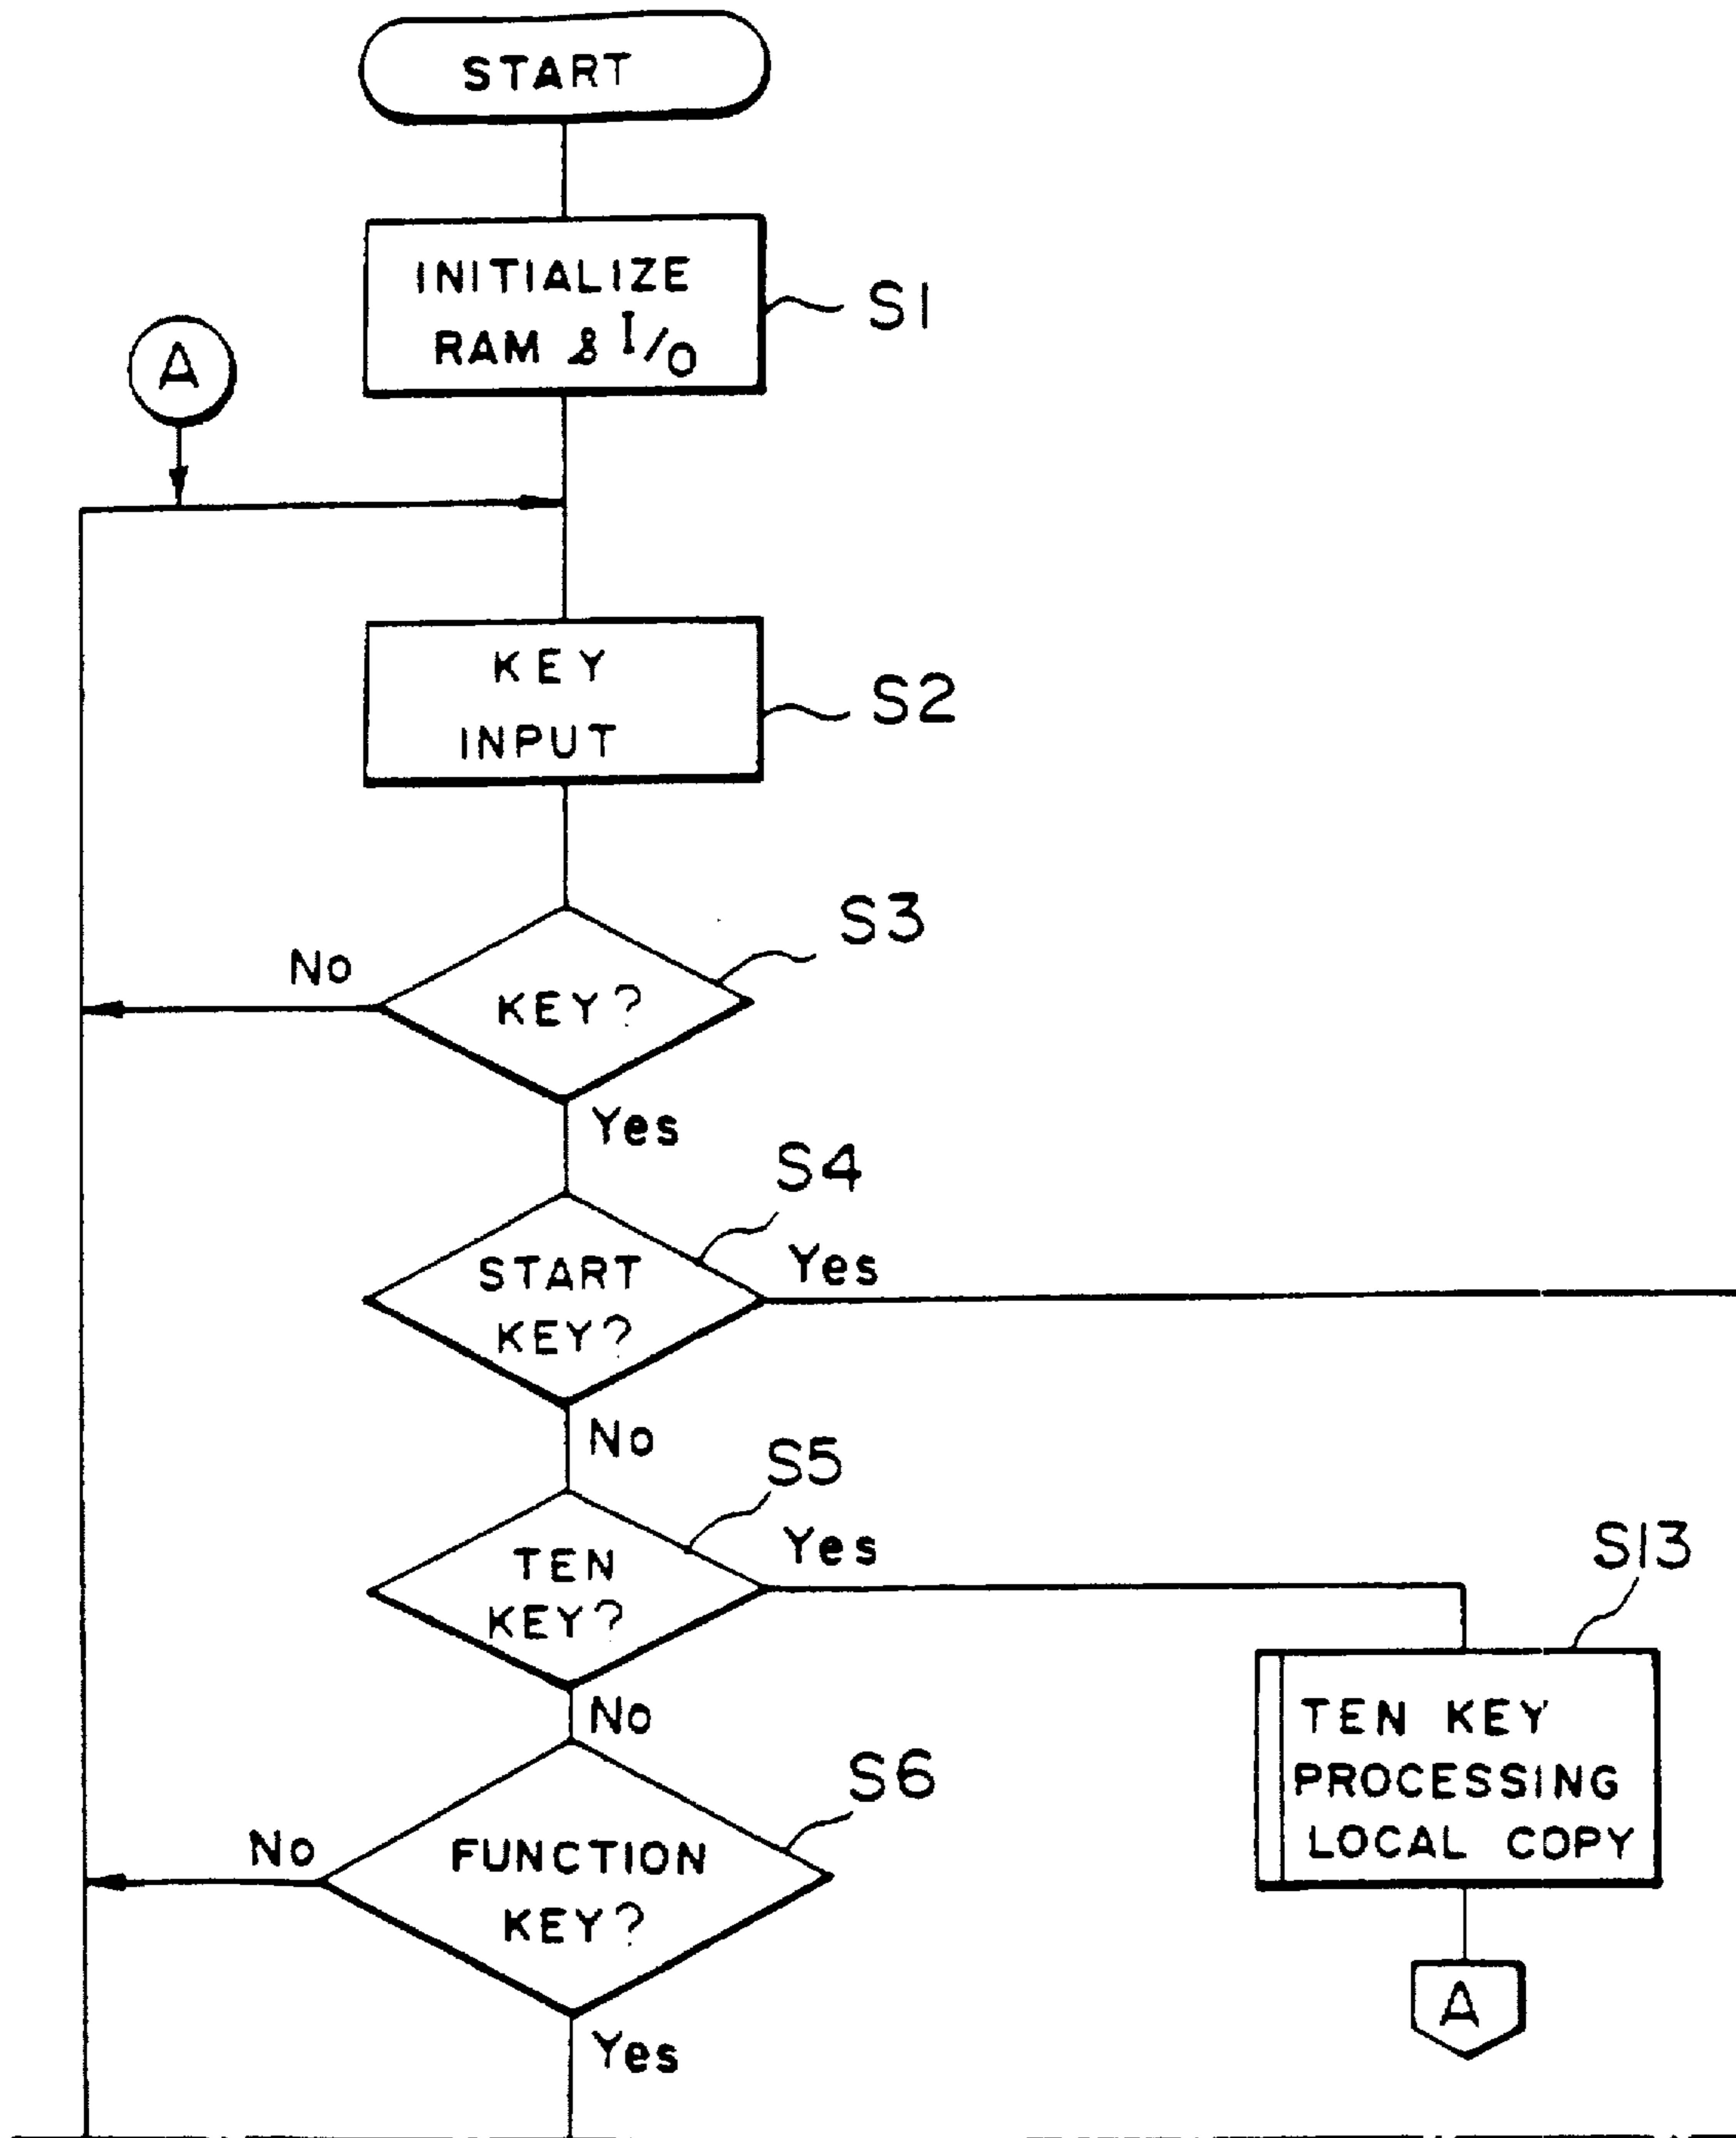 START
INITIALIZE
RAM & I/O
S1
A
KEY
INPUT
S2
S3
No
KEY?
Yes
S4
START
KEY?
Yes
No
S5
TEN
KEY?
Yes
S13
TEN KEY
PROCESSING
LOCAL COPY
No
S6
No
FUNCTION
KEY?
A
Yes